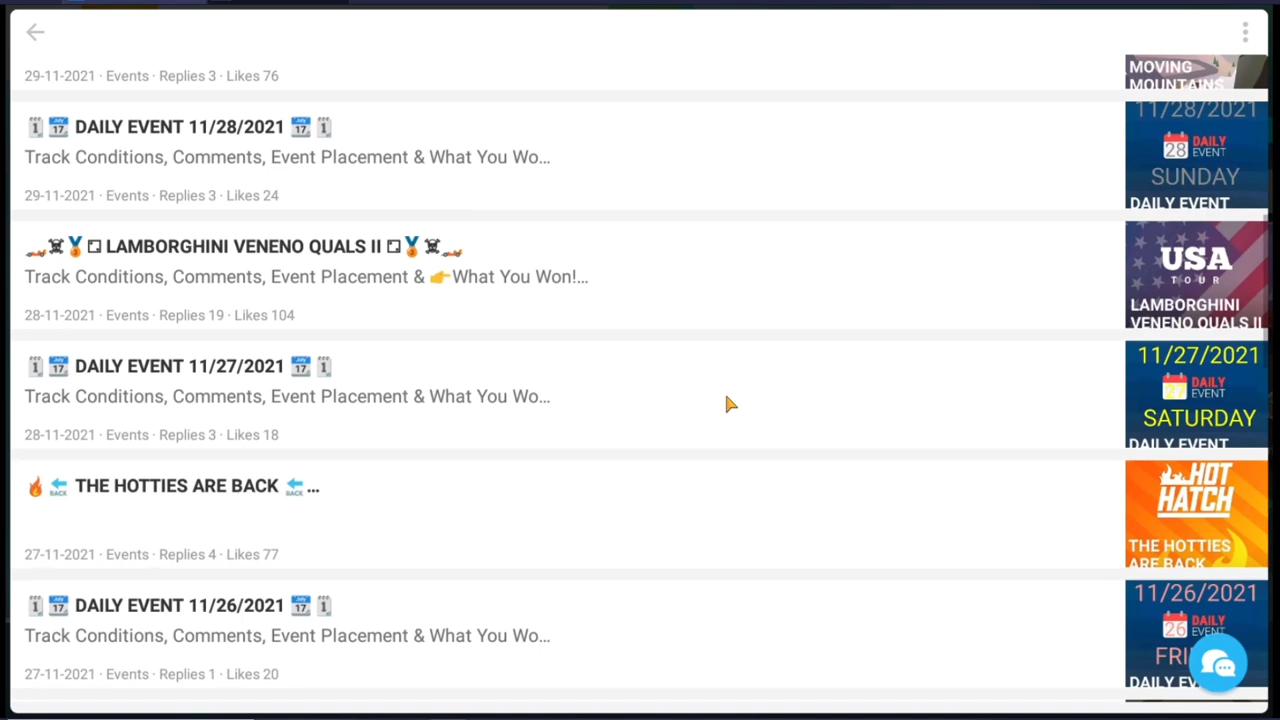 29-11-2021 · Events · Replies 3 · Likes 76
MOVING
MOUNTAINS
DAILY EVENT 11/28/2021
Track Conditions, Comments, Event Placement & What You Wo...
29-11-2021 · Events · Replies 3 · Likes 24
11/28/2021
28 DAILY
EVENT
SUNDAY
DAILY EVENT
LAMBORGHINI VENENO QUALS II
Track Conditions, Comments, Event Placement & 👉What You Won!...
28-11-2021 · Events · Replies 19 · Likes 104
USA
TOUR
LAMBORGHINI
VENENO QUALS II
DAILY EVENT 11/27/2021
Track Conditions, Comments, Event Placement & What You Wo...
28-11-2021 · Events · Replies 3 · Likes 18
11/27/2021
27 DAILY
EVENT
SATURDAY
DAILY EVENT
🔥 THE HOTTIES ARE BACK ...
27-11-2021 · Events · Replies 4 · Likes 77
HOT
HATCH
THE HOTTIES
ARE BACK
DAILY EVENT 11/26/2021
Track Conditions, Comments, Event Placement & What You Wo...
27-11-2021 · Events · Replies 1 · Likes 20
11/26/2021
26 DAILY
EVENT
FRI
DAILY EV